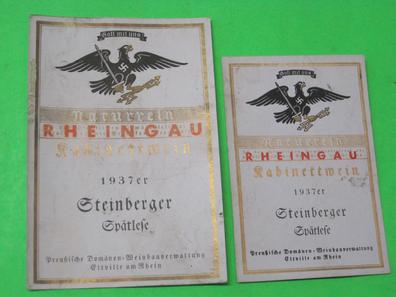 Gott mit uns
Naturrein
RHEINGAU
Kabinettwein
1937er
Steinberger
Spätlese
Preußische Domänen-Weinbauverwaltung
Eltville am Rhein
Gott mit uns
Naturrein
RHEINGAU
Kabinettwein
1937er
Steinberger
Spätlese
Preußische Domänen-Weinbauverwaltung
Eltville am Rhein